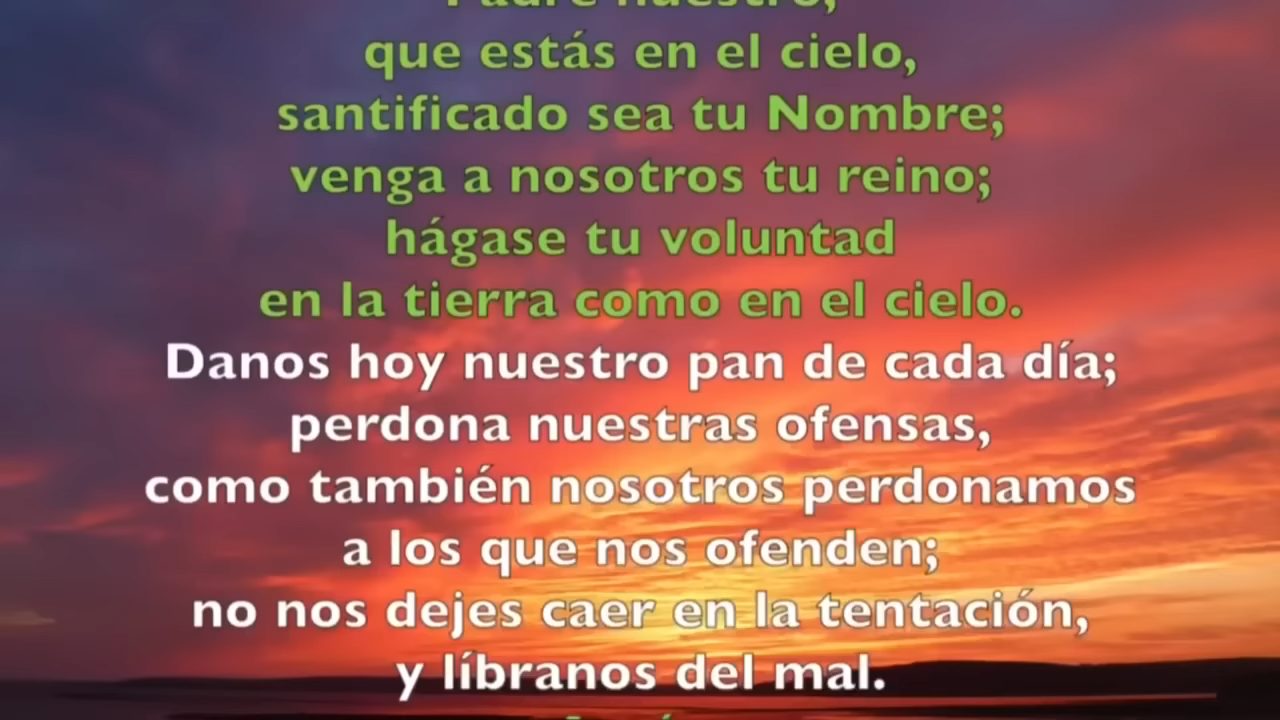 Padre nuestro,
que estás en el cielo,
santificado sea tu Nombre;
venga a nosotros tu reino;
hágase tu voluntad
en la tierra como en el cielo.
Danos hoy nuestro pan de cada día;
perdona nuestras ofensas,
como también nosotros perdonamos
a los que nos ofenden;
no nos dejes caer en la tentación,
y líbranos del mal.